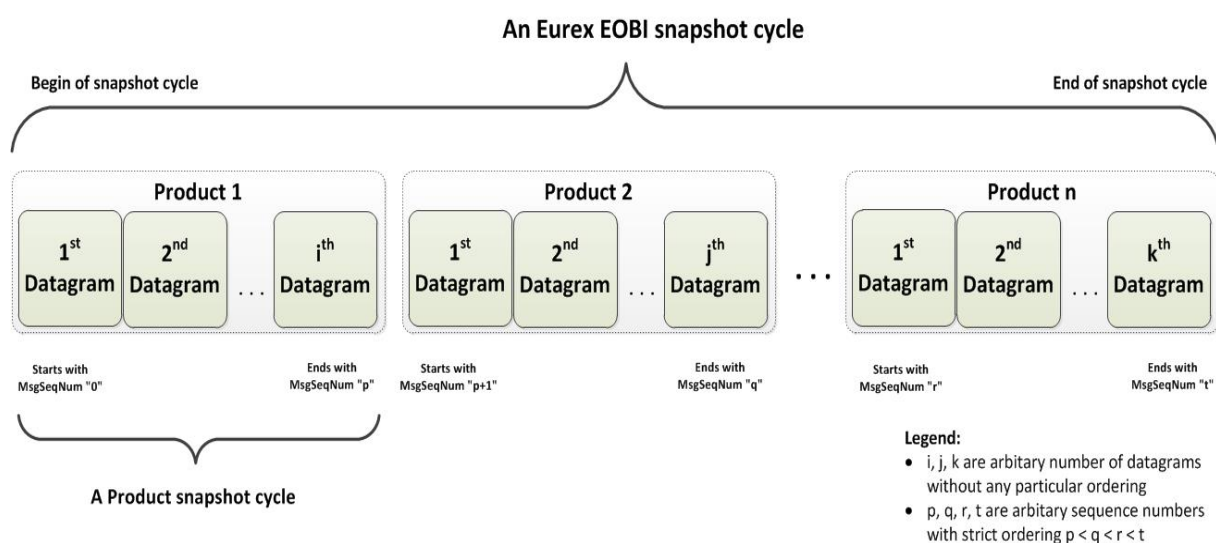 An Eurex EOBI snapshot cycle
Begin of snapshot cycle
End of snapshot cycle
Product 1
Product 2
Product n
1st
Datagram
2nd
Datagram
...
ith
Datagram
1st
Datagram
2nd
Datagram
...
jth
Datagram
...
1st
Datagram
2nd
Datagram
...
kth
Datagram
Starts with
MsgSeqNum "0"
Ends with
MsgSeqNum "p"
Starts with
MsgSeqNum "p+1"
Ends with
MsgSeqNum "q"
Starts with
MsgSeqNum "r"
Ends with
MsgSeqNum "t"
A Product snapshot cycle
Legend:
• i, j, k are arbitary number of datagrams
without any particular ordering
• p, q, r, t are arbitary sequence numbers
with strict ordering p < q < r < t